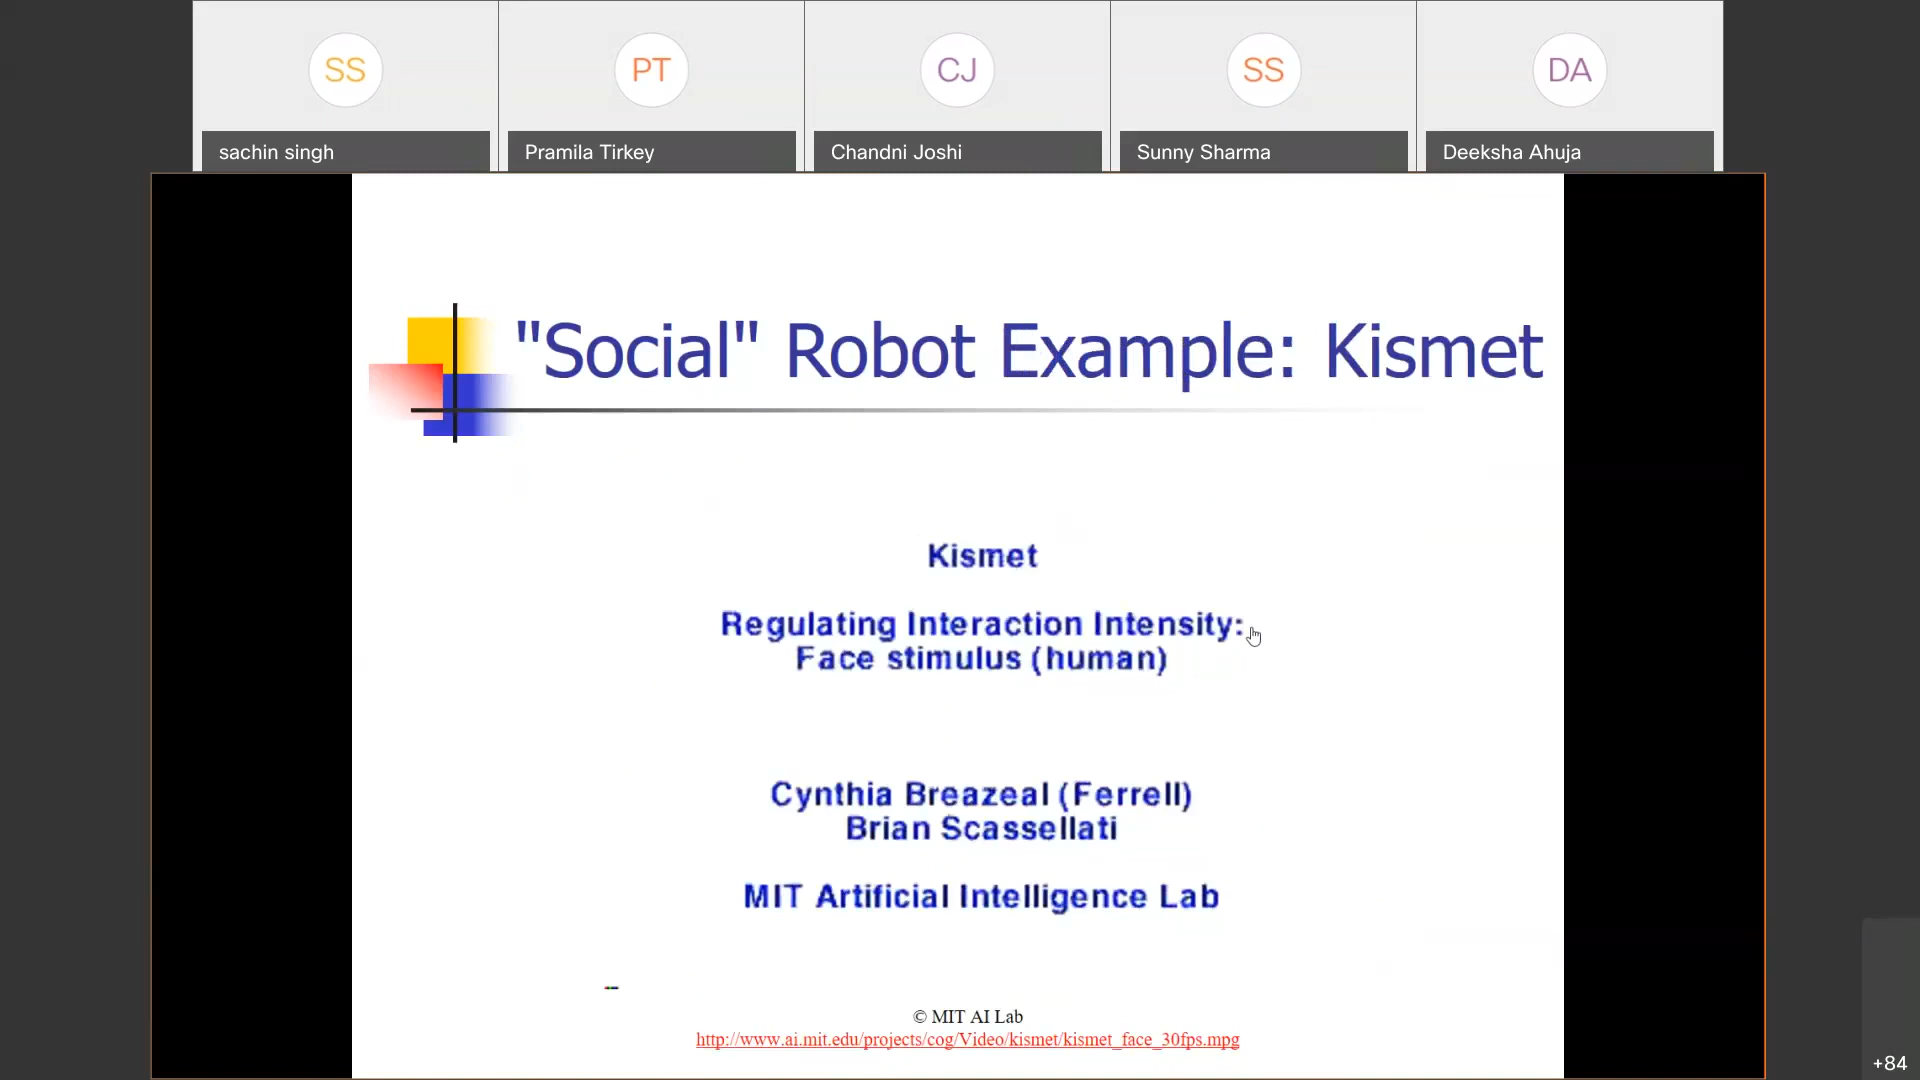 SS
PT
CJ
SS
DA
sachin singh
Pramila Tirkey
Chandni Joshi
Sunny Sharma
Deeksha Ahuja
"Social" Robot Example: Kismet
Kismet
Regulating Interaction Intensity:
Face stimulus (human)
Cynthia Breazeal (Ferrell)
Brian Scassellati
MIT Artificial Intelligence Lab
© MIT AI Lab
http://www.ai.mit.edu/projects/cog/Video/kismet/kismet_face_30fps.mpg
+84